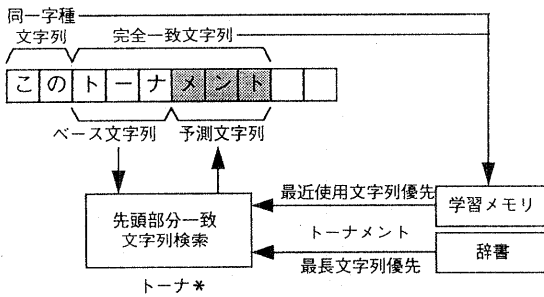 同一字種
文字列
完全一致文字列
このトーナメント
ベース文字列
予測文字列
先頭部分一致
文字列検索
トーナ*
最近使用文字列優先
トーナメント
最長文字列優先
学習メモリ
辞書